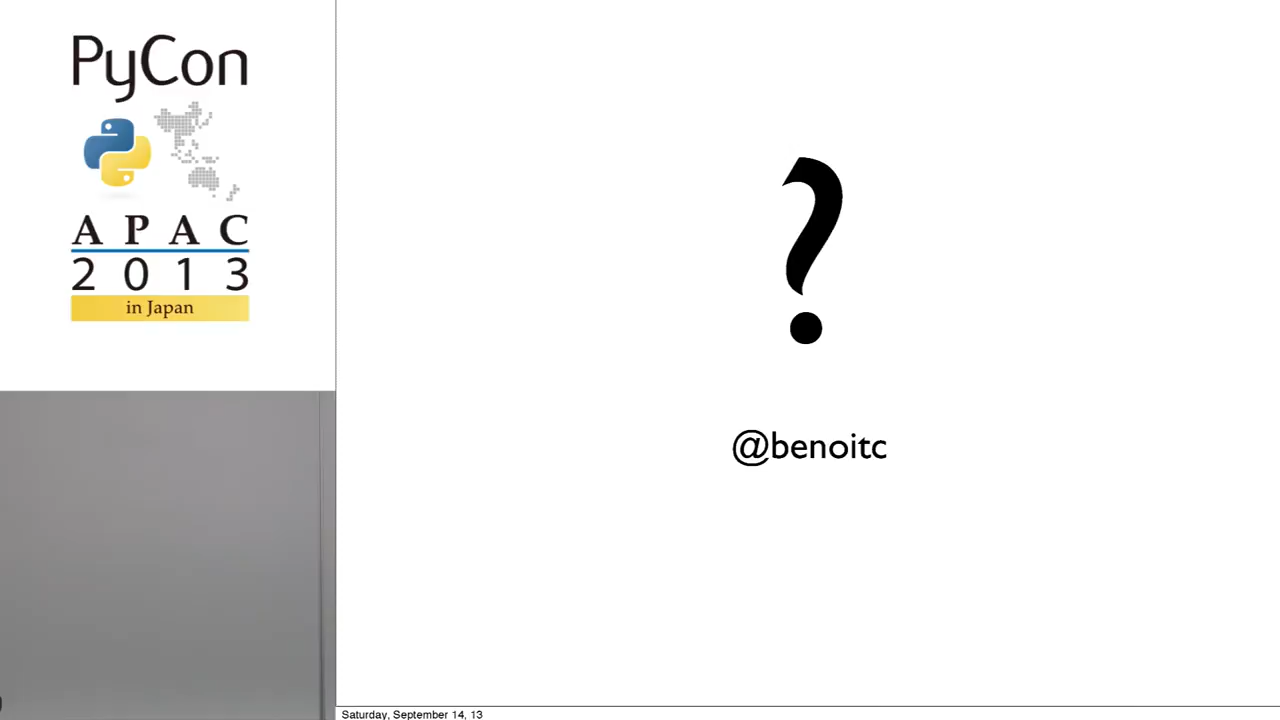 PyCon
APAC
2013
in Japan
?
@benoitc
Saturday, September 14, 13